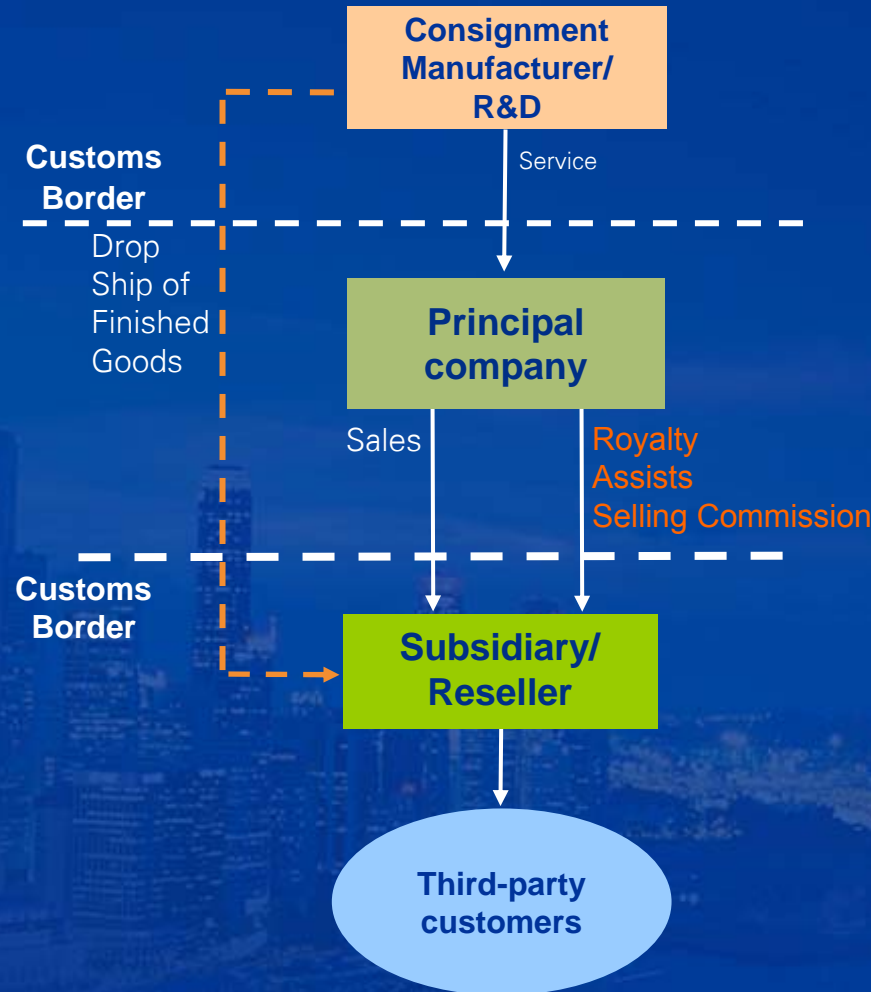 Consignment
Manufacturer/
R&D
Service
Customs
Border
Drop
Ship of
Finished
Goods
Principal
company
Sales
Royalty
Assists
Selling Commission
Customs
Border
Subsidiary/
Reseller
Third-party
customers